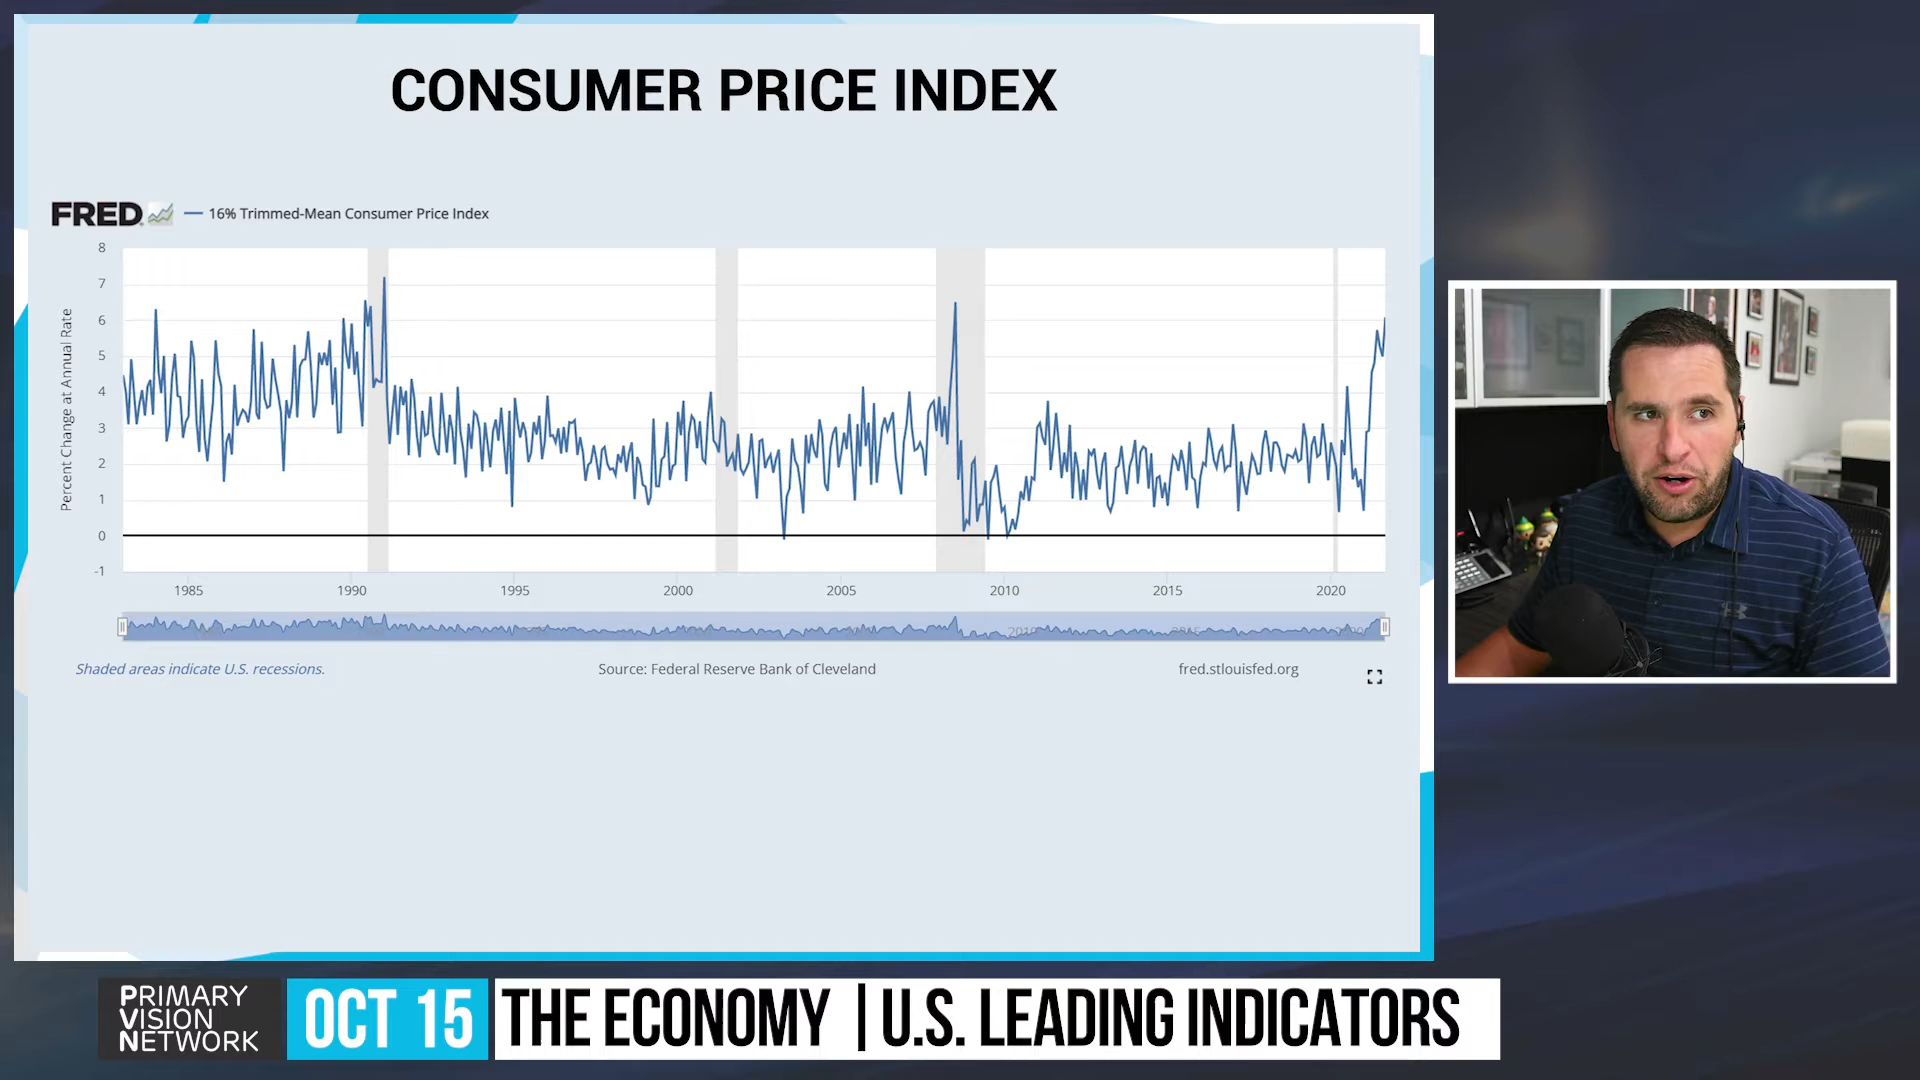 CONSUMER PRICE INDEX
FRED
16% Trimmed-Mean Consumer Price Index
Percent Change at Annual Rate
8
7
6
5
4
3
2
1
0
-1
1985
1990
1995
2000
2005
2010
2015
2020
2010
2015
Shaded areas indicate U.S. recessions.
Source: Federal Reserve Bank of Cleveland
fred.stlouisfed.org
PRIMARY
VISION
NETWORK
OCT 15
THE ECONOMY | U.S. LEADING INDICATORS